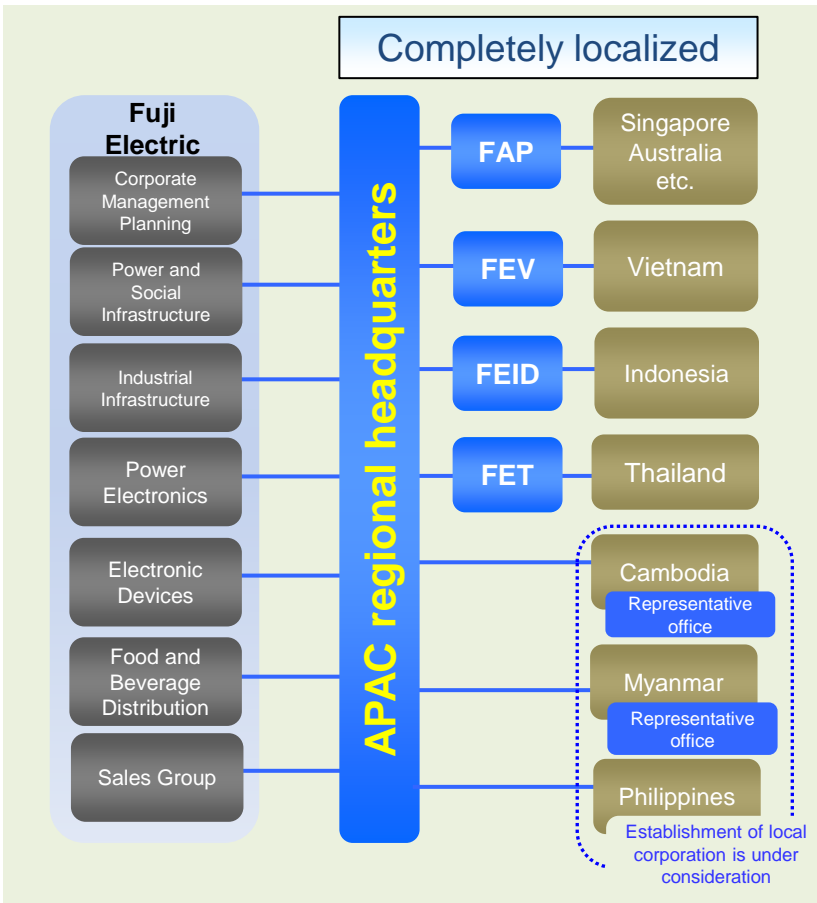 Completely localized
Fuji
Electric
Corporate
Management
Planning
Power and
Social
Infrastructure
Industrial
Infrastructure
Power
Electronics
Electronic
Devices
Food and
Beverage
Distribution
Sales Group
APAC regional headquarters
FAP
Singapore
Australia
etc.
FEV
Vietnam
FEID
Indonesia
FET
Thailand
Cambodia
Representative
office
Myanmar
Representative
office
Philippines
Establishment of local
corporation is under
consideration